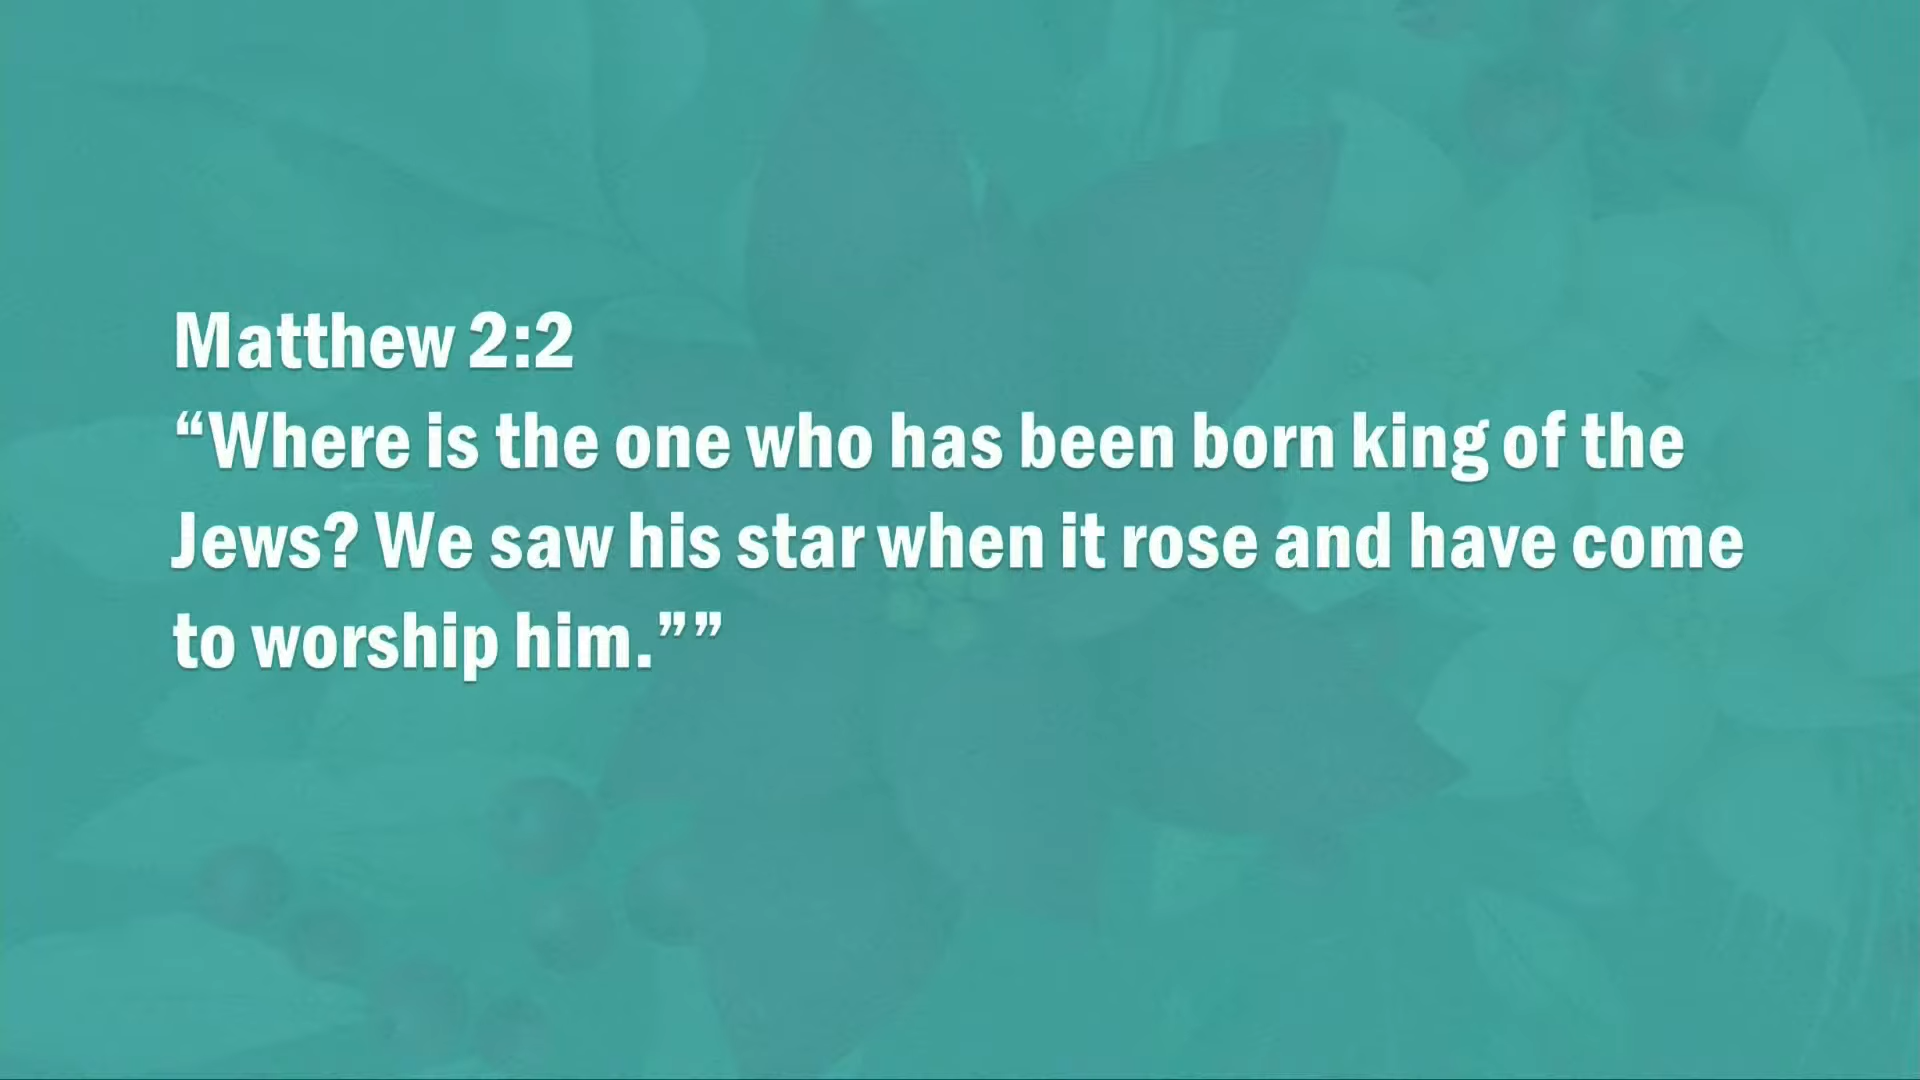 Matthew 2:2
“Where is the one who has been born king of the
Jews? We saw his star when it rose and have come
to worship him.””